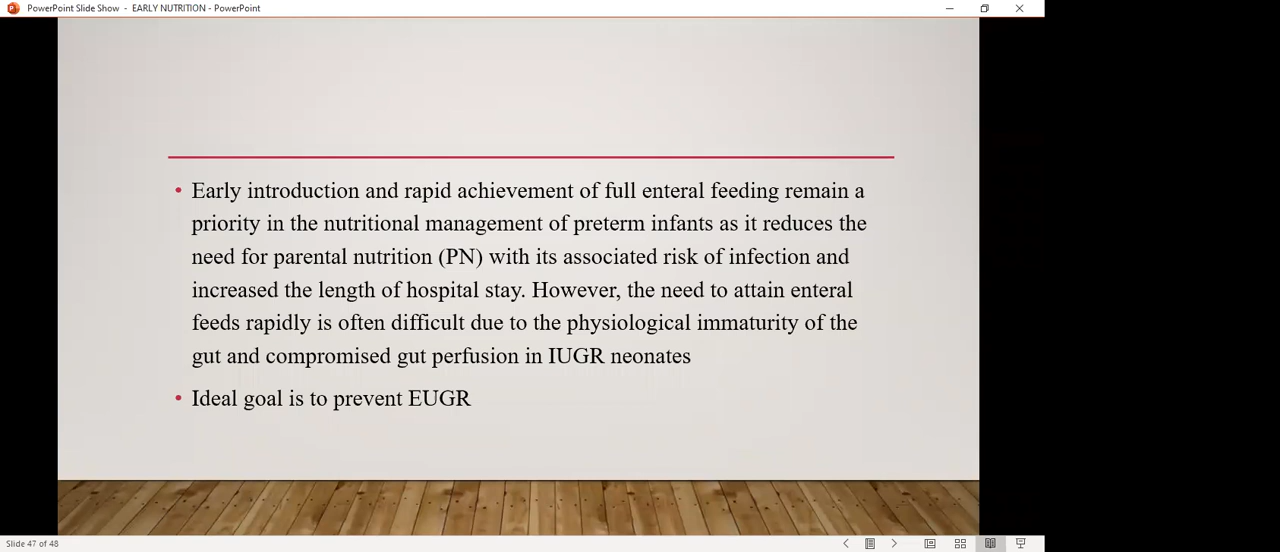 PowerPoint Slide Show - EARLY NUTRITION - PowerPoint
• Early introduction and rapid achievement of full enteral feeding remain a
priority in the nutritional management of preterm infants as it reduces the
need for parental nutrition (PN) with its associated risk of infection and
increased the length of hospital stay. However, the need to attain enteral
feeds rapidly is often difficult due to the physiological immaturity of the
gut and compromised gut perfusion in IUGR neonates
• Ideal goal is to prevent EUGR
Slide 47 of 48